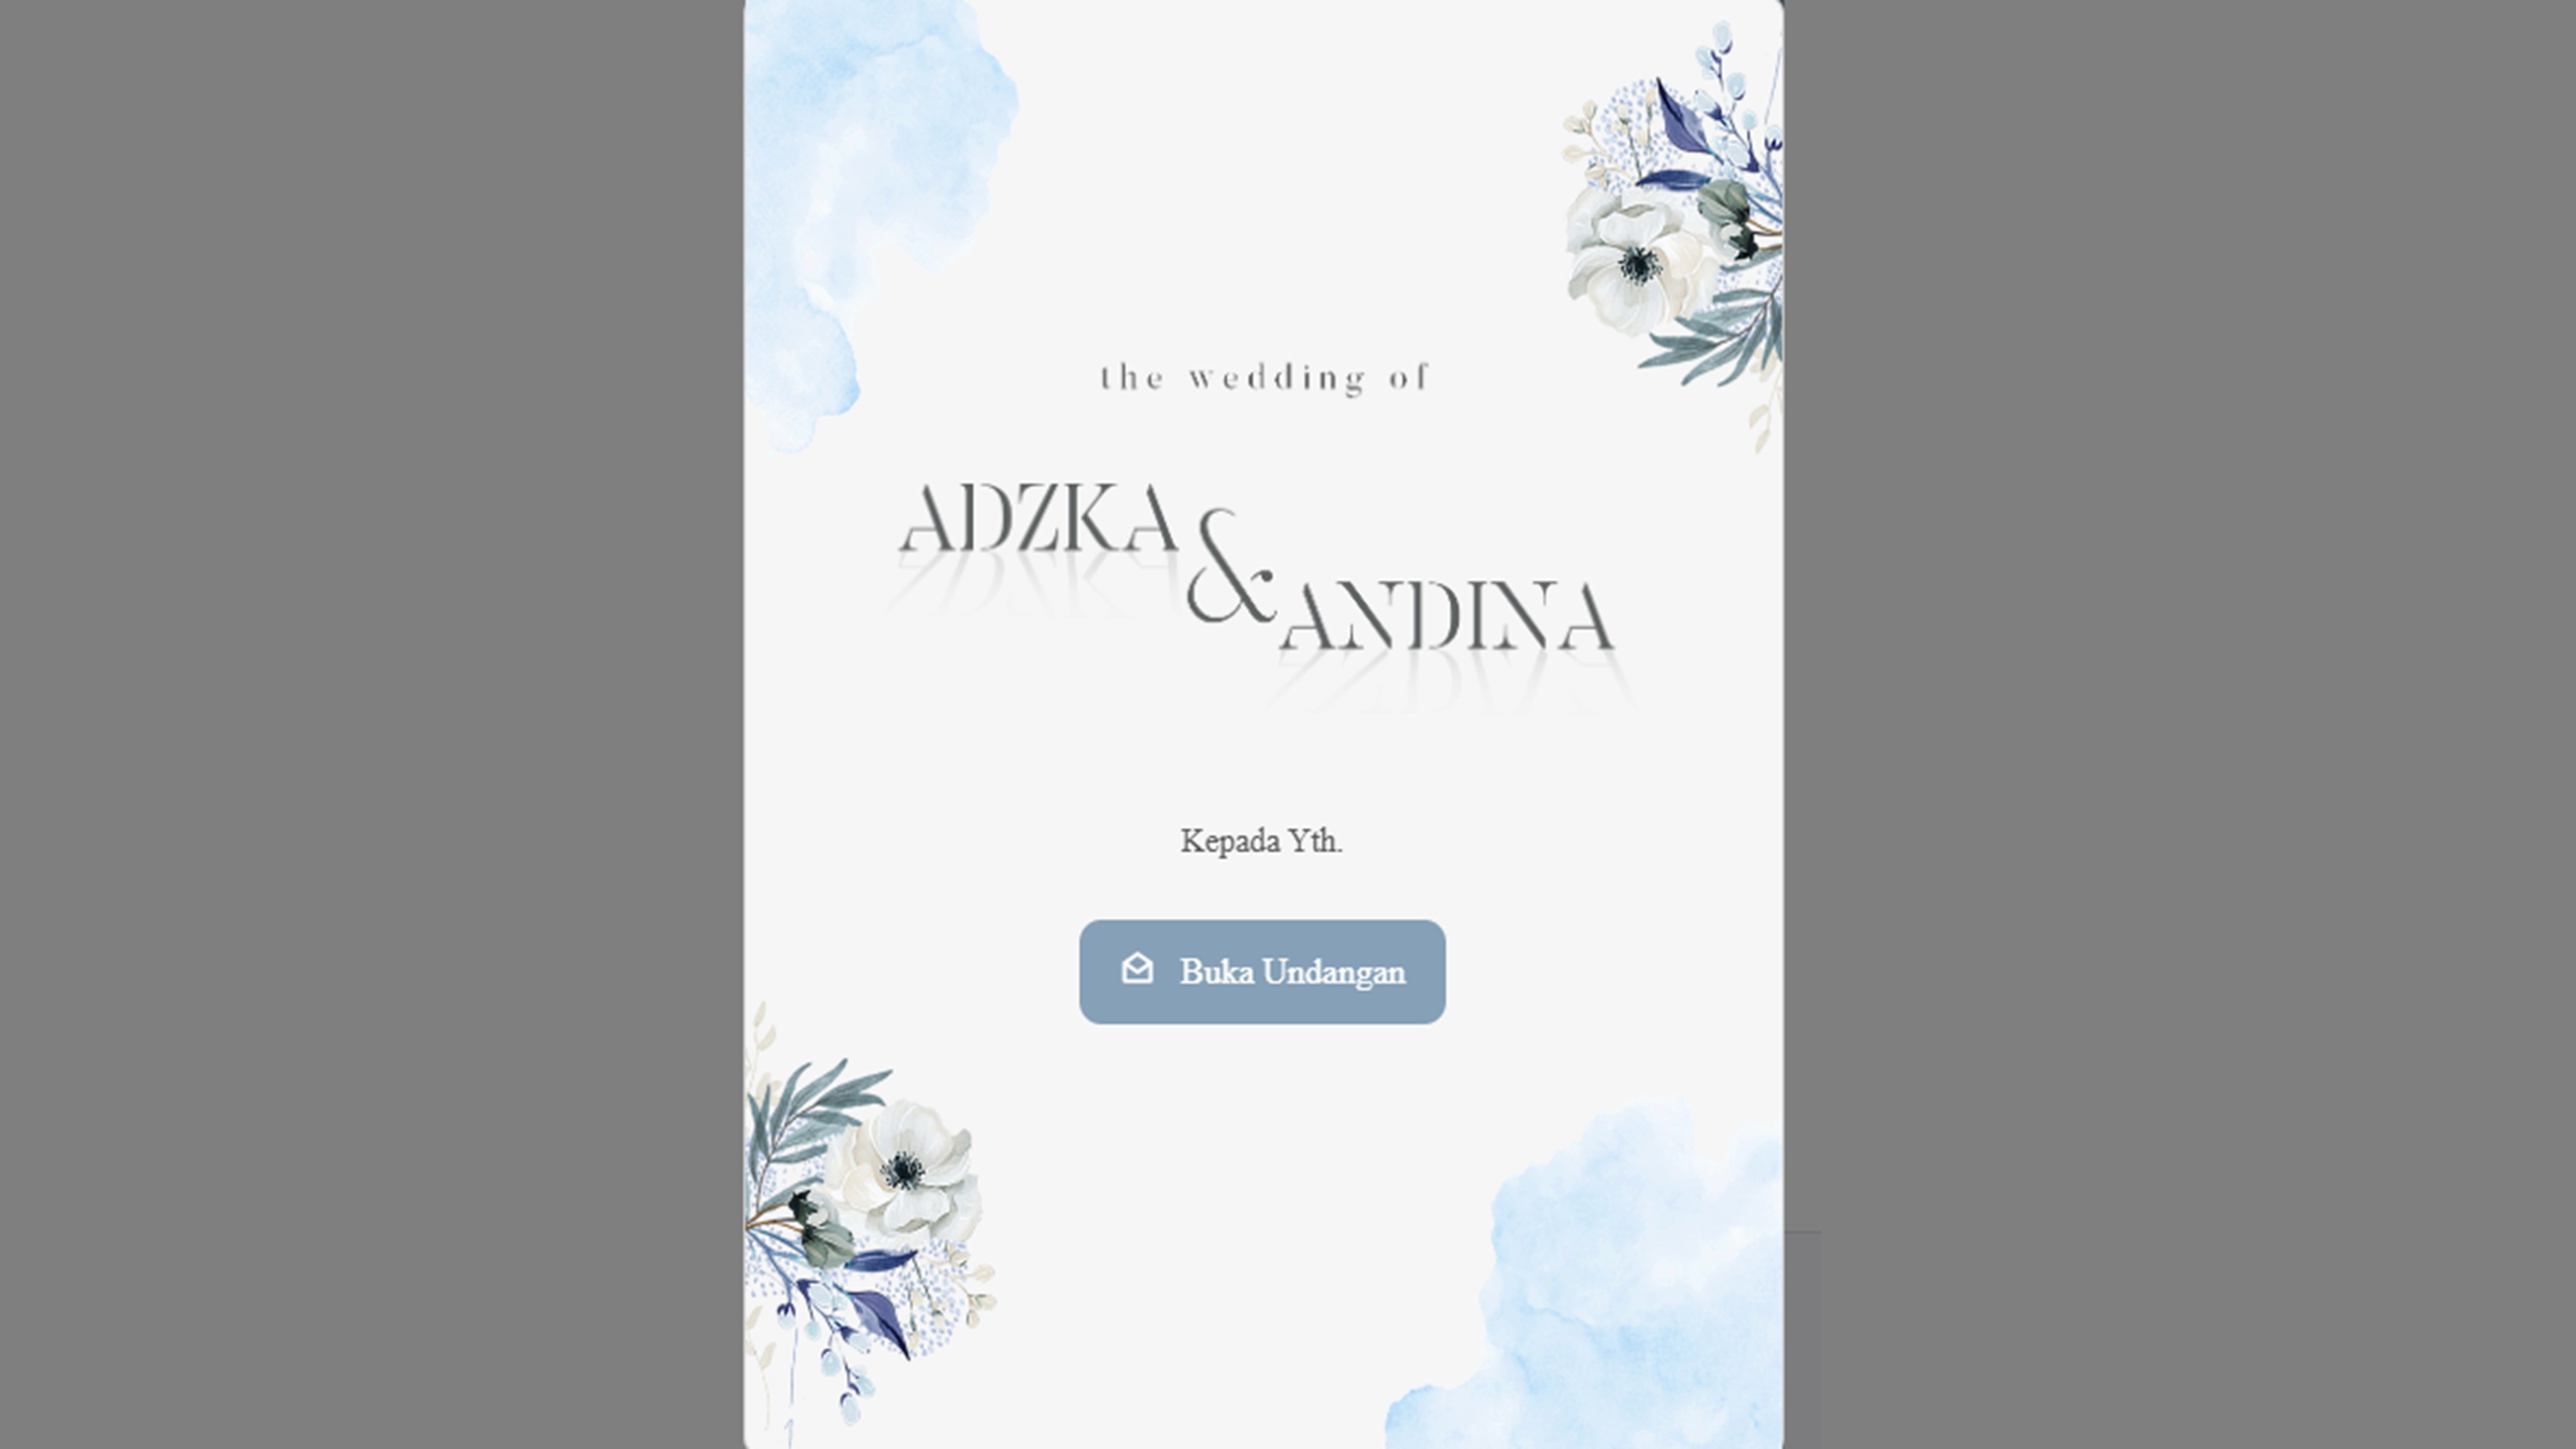 the wedding of
ADZKA
&
ANDINA
Kepada Yth.
Buka Undangan